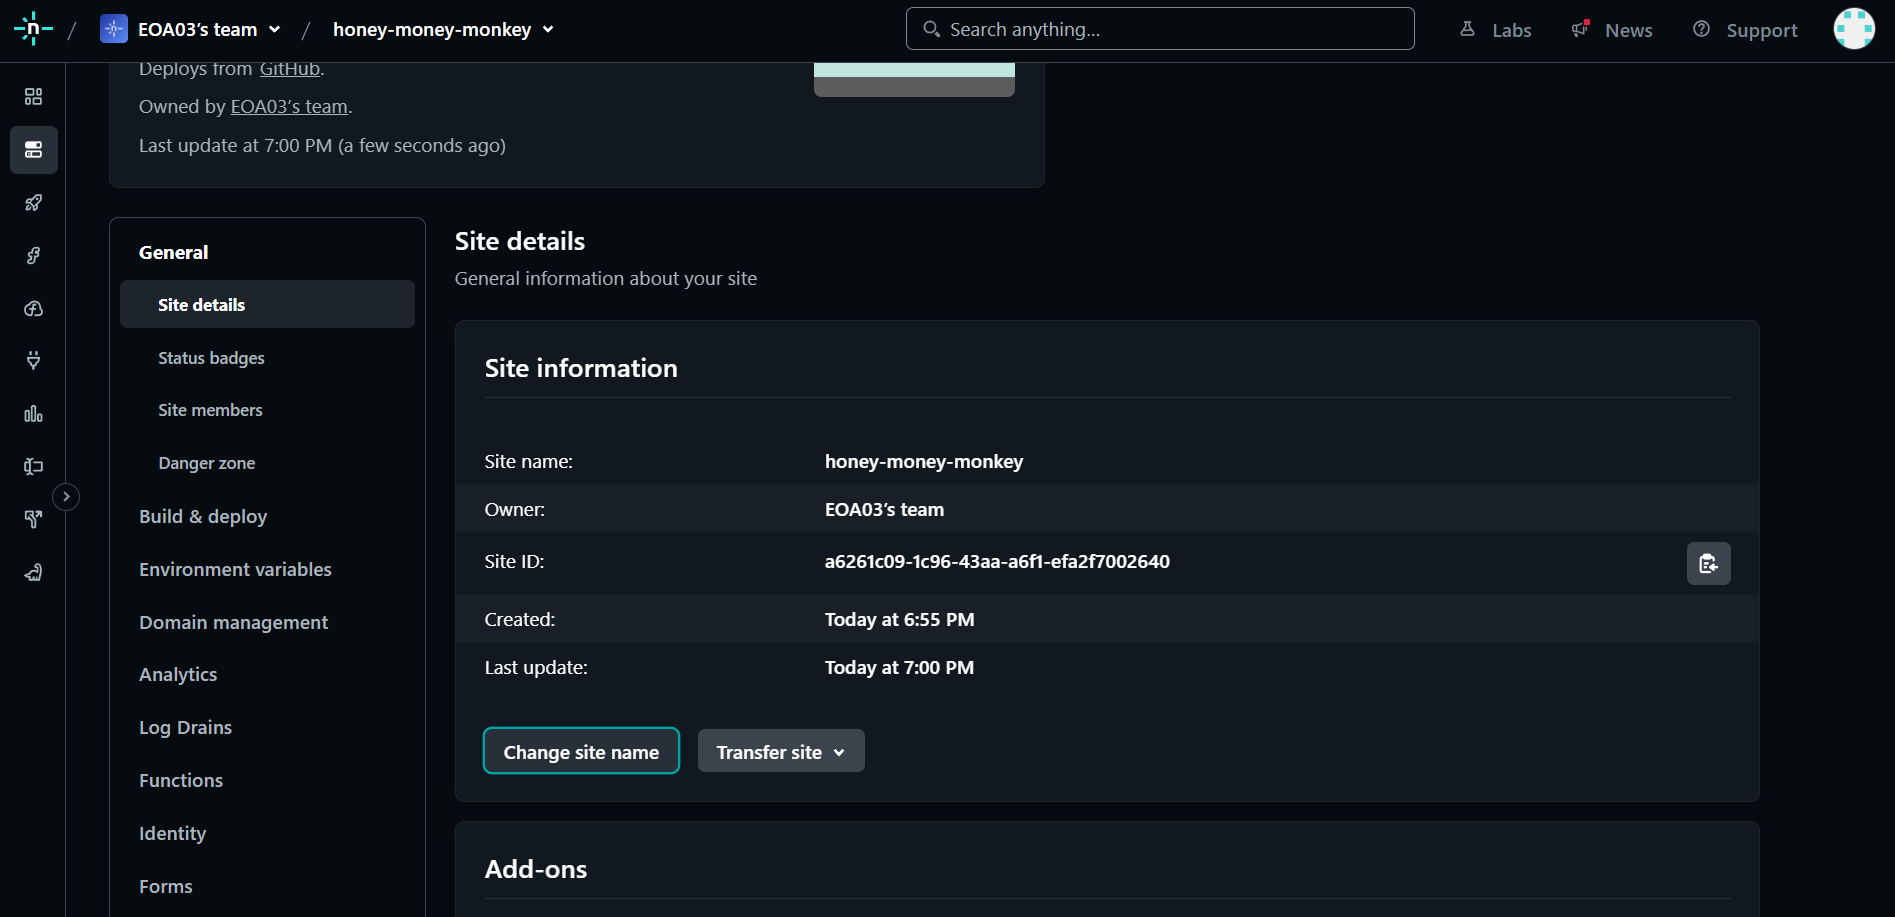 n / EOA03's team / honey-money-monkey
Search anything...
Labs
News
Support
Deploys from GitHub.
Owned by EOA03's team.
Last update at 7:00 PM (a few seconds ago)
General
Site details
Status badges
Site members
Danger zone
Build & deploy
Environment variables
Domain management
Analytics
Log Drains
Functions
Identity
Forms
Site details
General information about your site
Site information
Site name: honey-money-monkey
Owner: EOA03's team
Site ID: a6261c09-1c96-43aa-a6f1-efa2f7002640
Created: Today at 6:55 PM
Last update: Today at 7:00 PM
Change site name
Transfer site
Add-ons